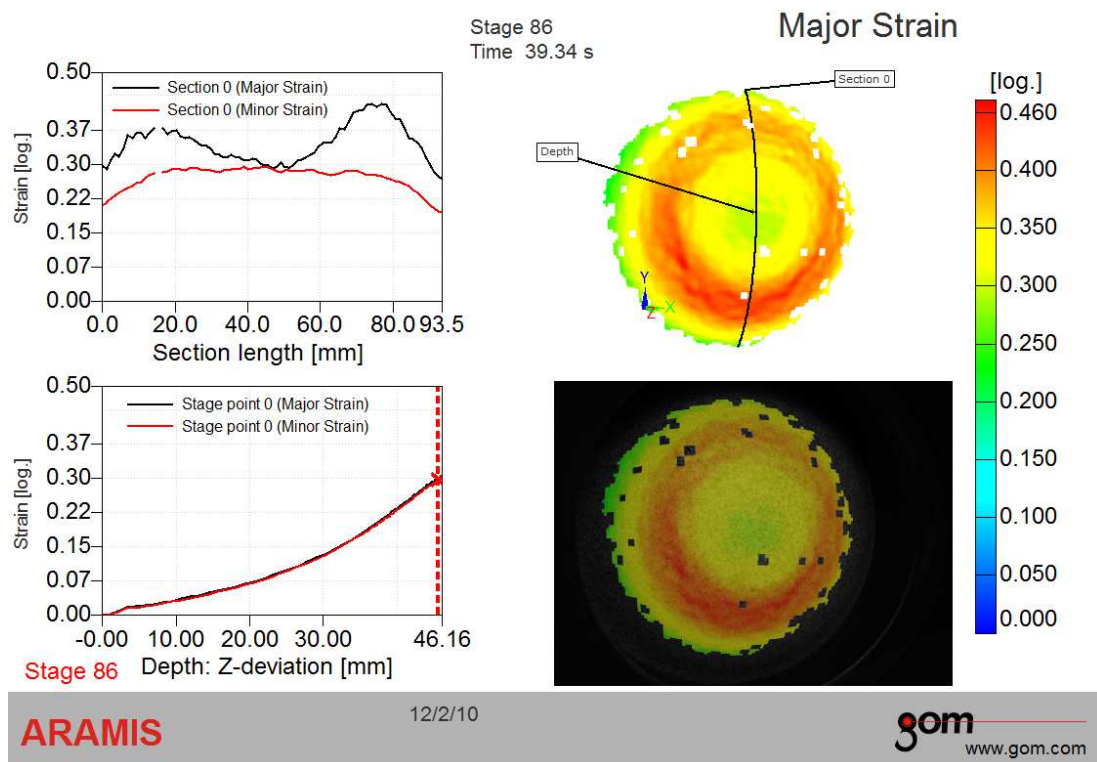 Stage 86
Time 39.34 s
Major Strain
0.50
0.37
0.30
0.22
0.15
0.07
0.00
Strain [log.]
Section 0 (Major Strain)
Section 0 (Minor Strain)
0.0 20.0 40.0 60.0 80.0 93.5
Section length [mm]
Section 0
Depth
Y
X
Z
[log.]
0.460
0.400
0.350
0.300
0.250
0.200
0.150
0.100
0.050
0.000
0.50
0.37
0.30
0.22
0.15
0.07
0.00
Strain [log.]
Stage point 0 (Major Strain)
Stage point 0 (Minor Strain)
-0.00 10.00 20.00 30.00 46.16
Stage 86 Depth: Z-deviation [mm]
ARAMIS
12/2/10
gom
www.gom.com